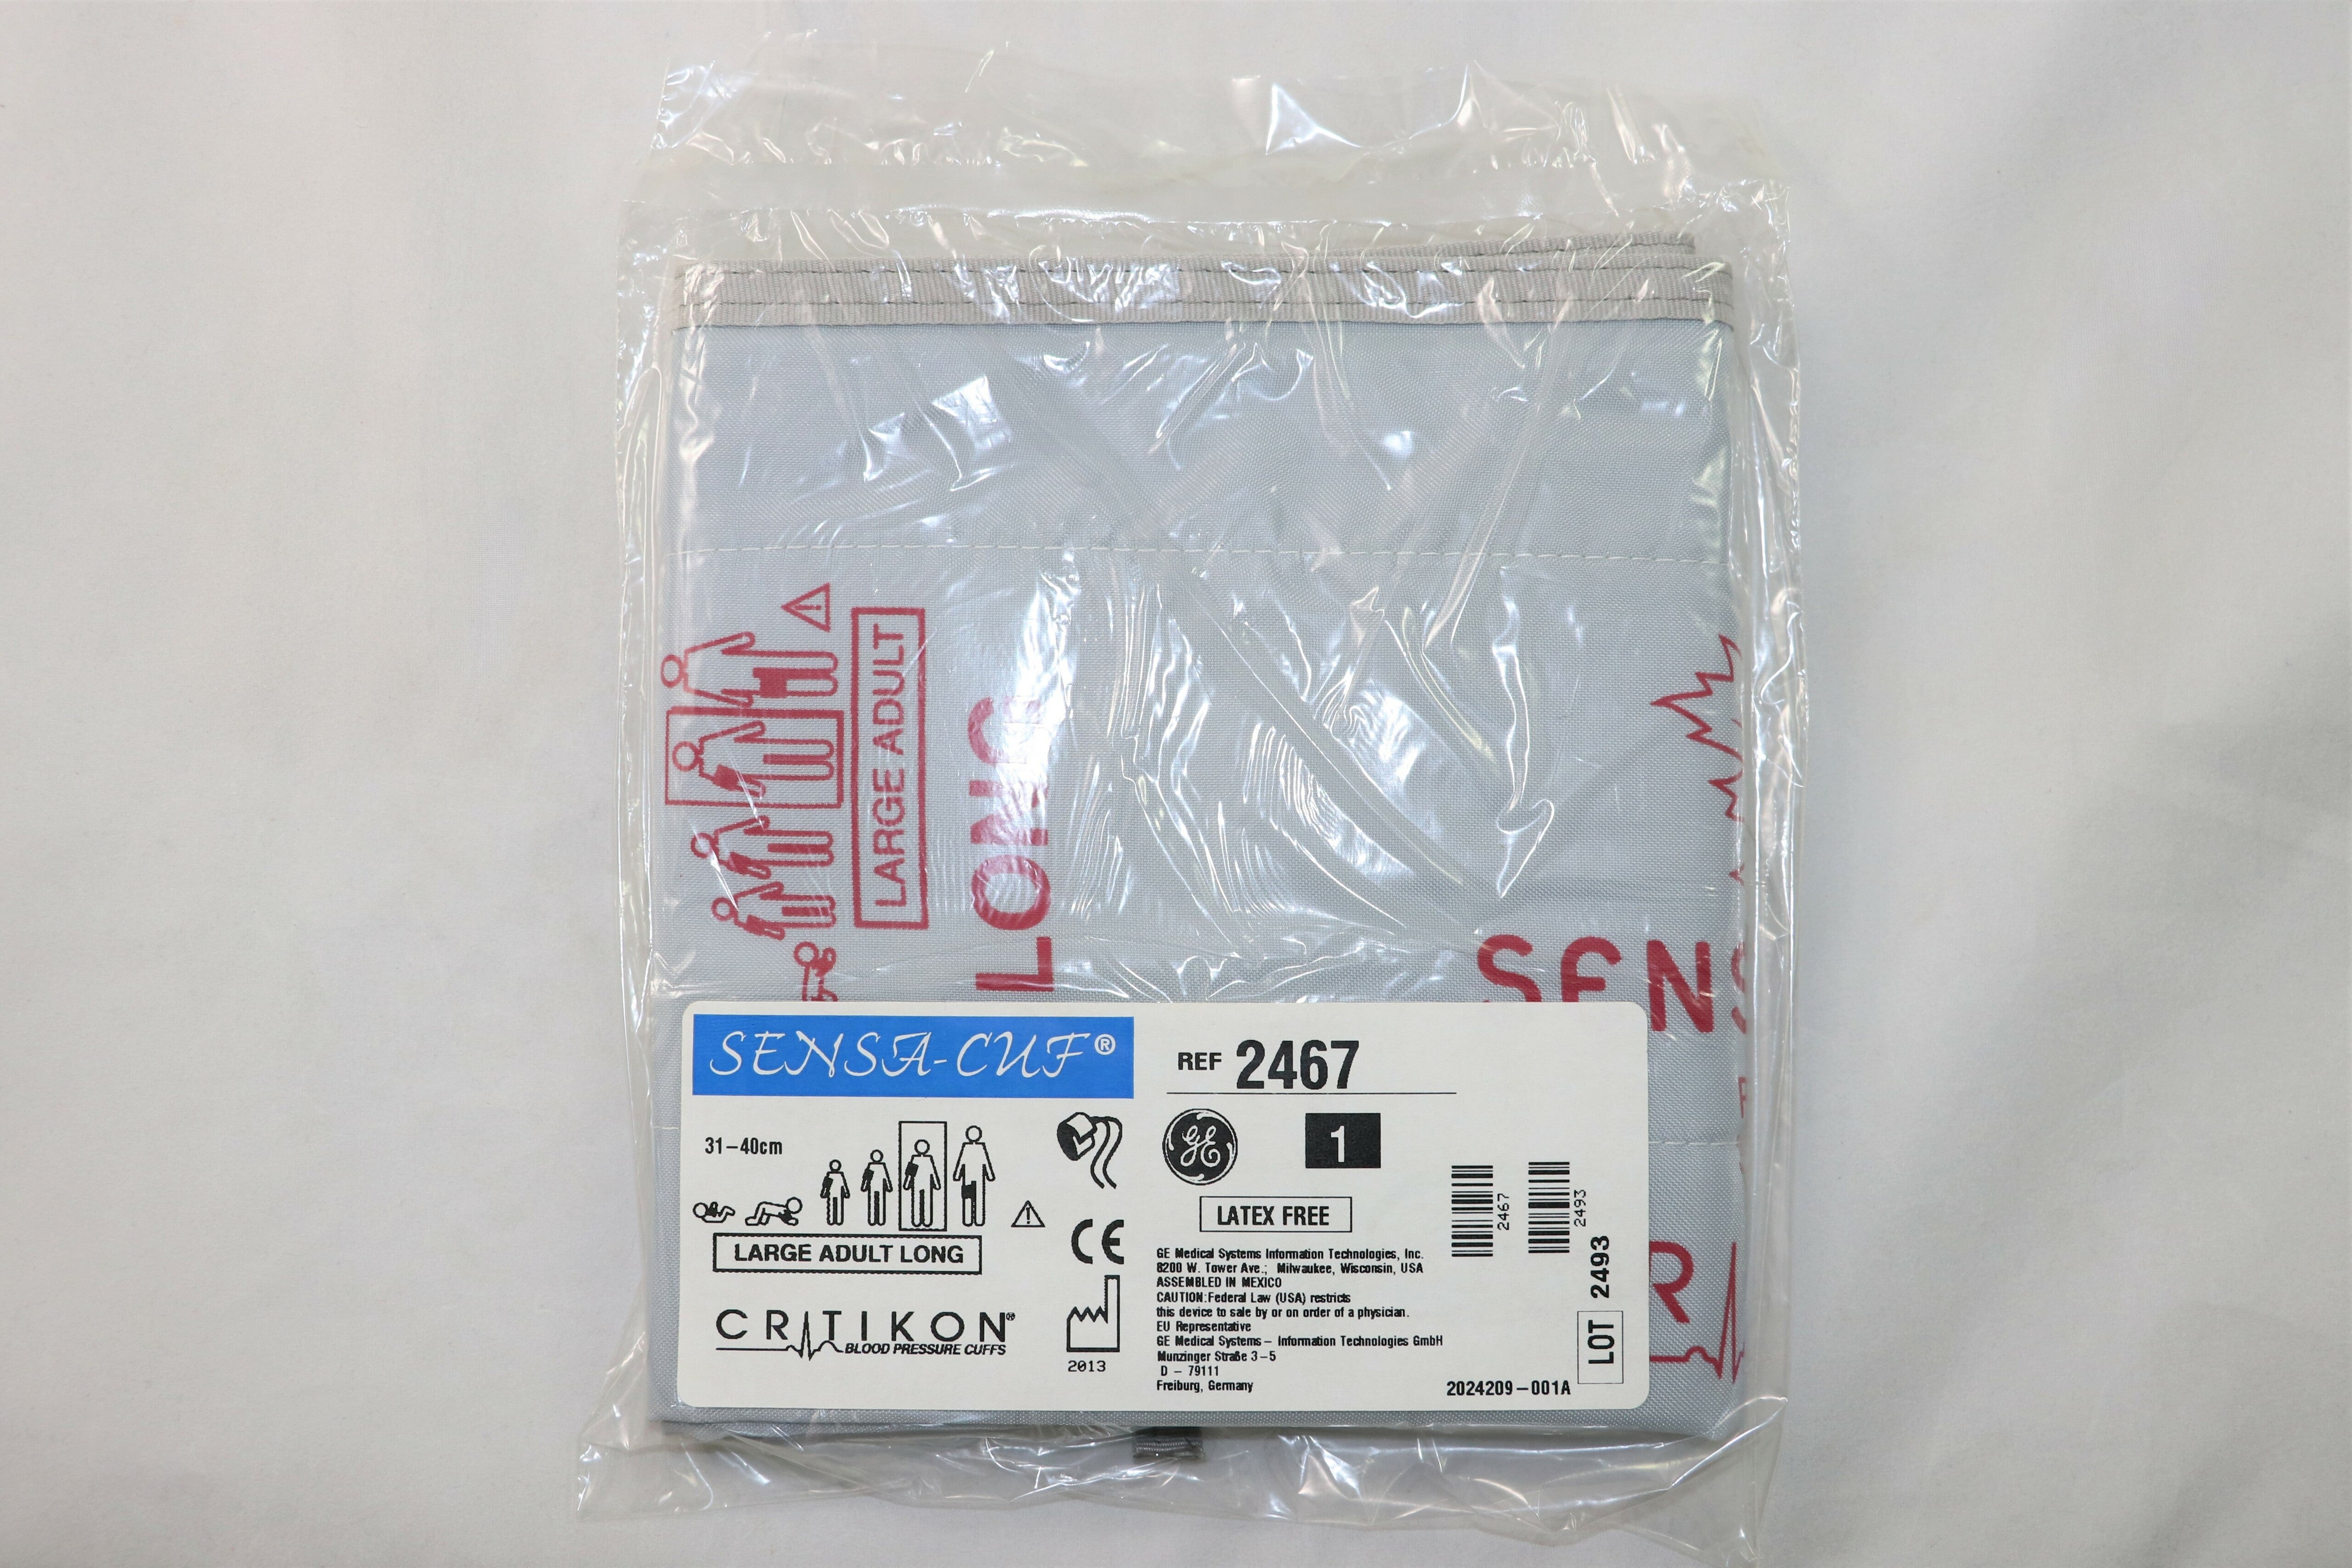 LARGE ADULT
LONG
SEN
R
SENSA-CUF®
REF 2467
31-40cm
GE
1
LATEX FREE
LARGE ADULT LONG
CE
CRITIKON®
BLOOD PRESSURE CUFFS
2013
GE Medical Systems Information Technologies, Inc.
8200 W. Tower Ave.; Milwaukee, Wisconsin, USA
ASSEMBLED IN MEXICO
CAUTION:Federal Law (USA) restricts
this device to sale by or on order of a physician.
EU Representative
GE Medical Systems - Information Technologies GmbH
Munzinger Straße 3-5
D - 79111
Freiburg, Germany
2467
2493
LOT 2493
2024209-001A